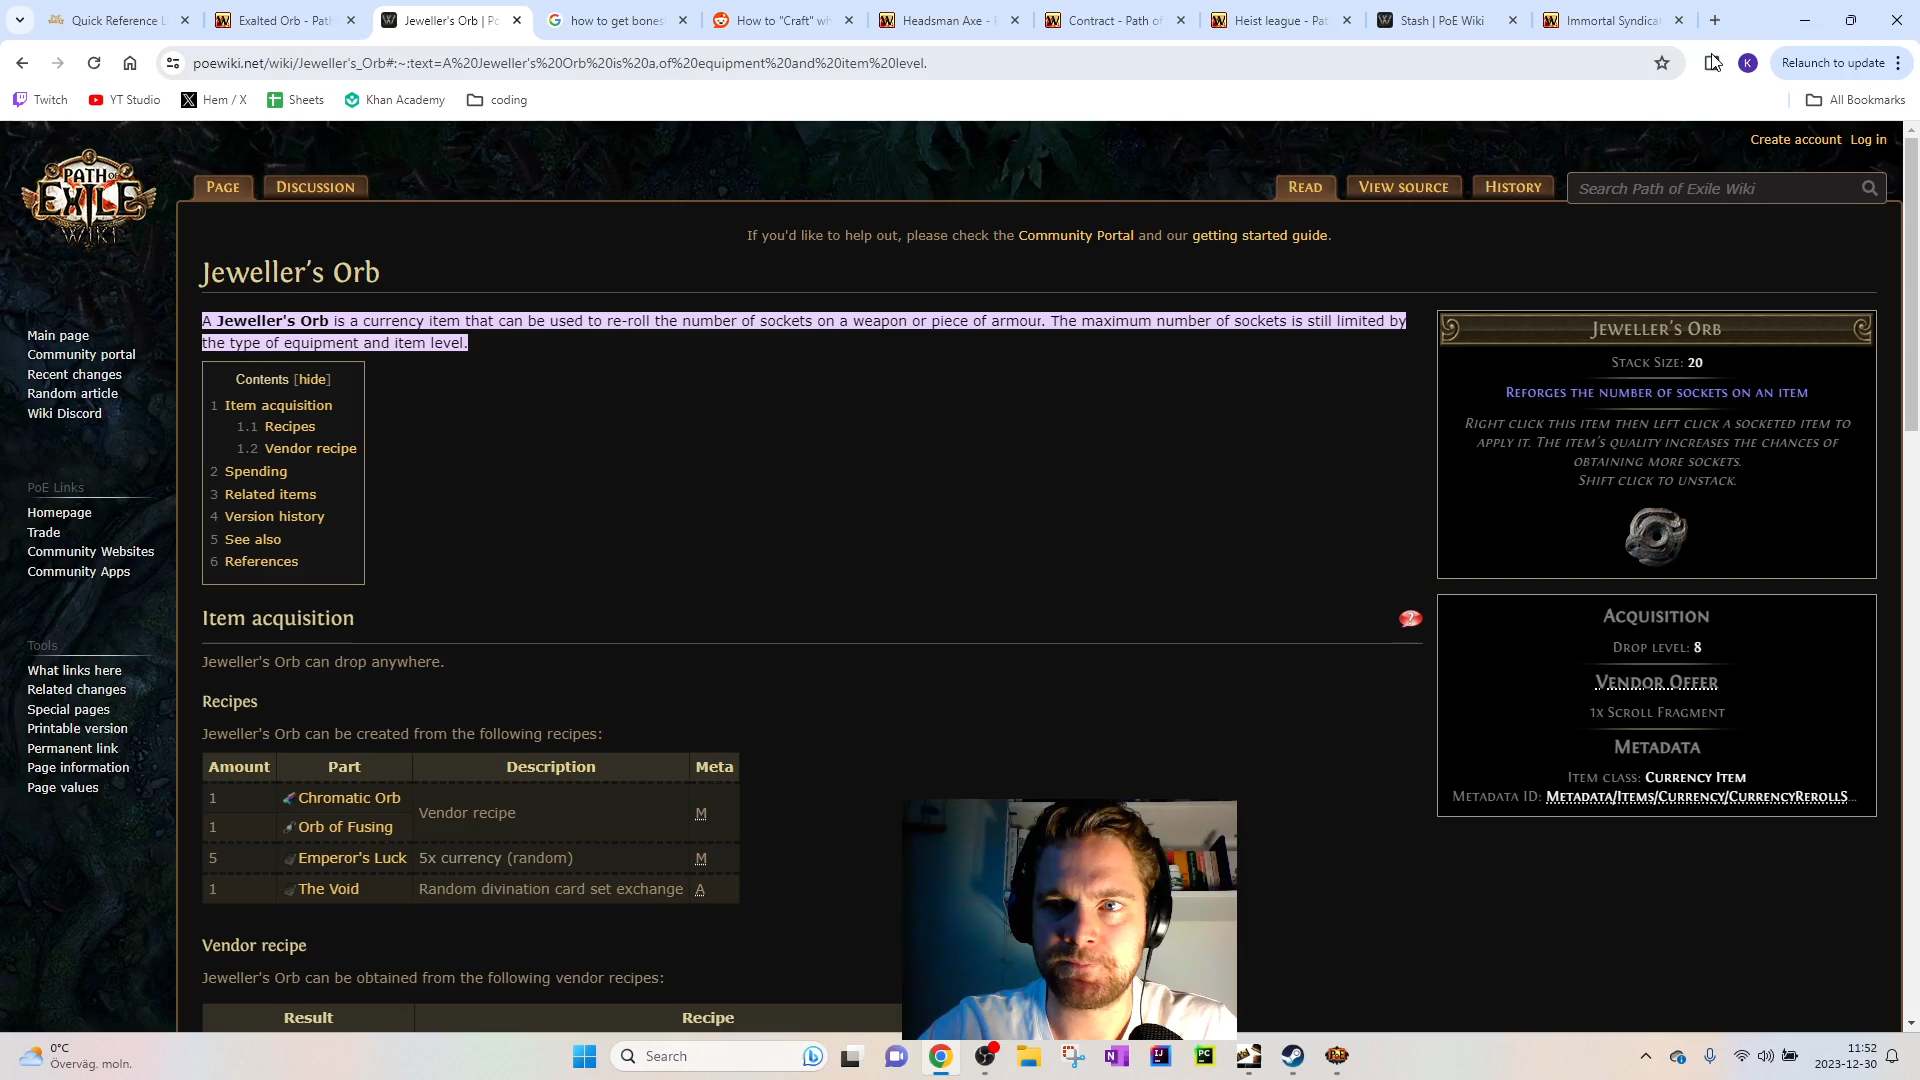 Quick Reference L
Exalted Orb - Path
Jeweller's Orb | Po
how to get bones
How to "Craft" wh
Headsman Axe - P
Contract - Path of
Heist league - Pat
Stash | PoE Wiki
Immortal Syndicat
poewiki.net/wiki/Jeweller's_Orb#:~:text=A%20Jeweller's%20Orb%20is%20a,of%20equipment%20and%20item%20level.
K
Relaunch to update
Twitch
YT Studio
Hem / X
Sheets
Khan Academy
coding
All Bookmarks
Create account Log in
PATH OF EXILE WIKI
Page
Discussion
Read
View source
History
Search Path of Exile Wiki
If you'd like to help out, please check the Community Portal and our getting started guide.
Jeweller's Orb
A Jeweller's Orb is a currency item that can be used to re-roll the number of sockets on a weapon or piece of armour. The maximum number of sockets is still limited by
the type of equipment and item level.
Main page
Community portal
Recent changes
Random article
Wiki Discord
PoE Links
Homepage
Trade
Community Websites
Community Apps
Tools
What links here
Related changes
Special pages
Printable version
Permanent link
Page information
Page values
Contents [hide]
1 Item acquisition
1.1 Recipes
1.2 Vendor recipe
2 Spending
3 Related items
4 Version history
5 See also
6 References
Jeweller's Orb
Stack Size: 20
Reforges the number of sockets on an item
Right click this item then left click a socketed item to
apply it. The item's quality increases the chances of
obtaining more sockets.
Shift click to unstack.
Acquisition
Drop level: 8
Vendor Offer
1x Scroll Fragment
Metadata
Item class: Currency Item
Metadata ID: Metadata/Items/Currency/CurrencyRerollS...
Item acquisition
?
Jeweller's Orb can drop anywhere.
Recipes
Jeweller's Orb can be created from the following recipes:
Amount Part Description Meta
1 Chromatic Orb
Vendor recipe M
1 Orb of Fusing
5 Emperor's Luck 5x currency (random) M
1 The Void Random divination card set exchange A
Vendor recipe
Jeweller's Orb can be obtained from the following vendor recipes:
Result Recipe
0°C
Överväg. moln.
Search
11:52
2023-12-30